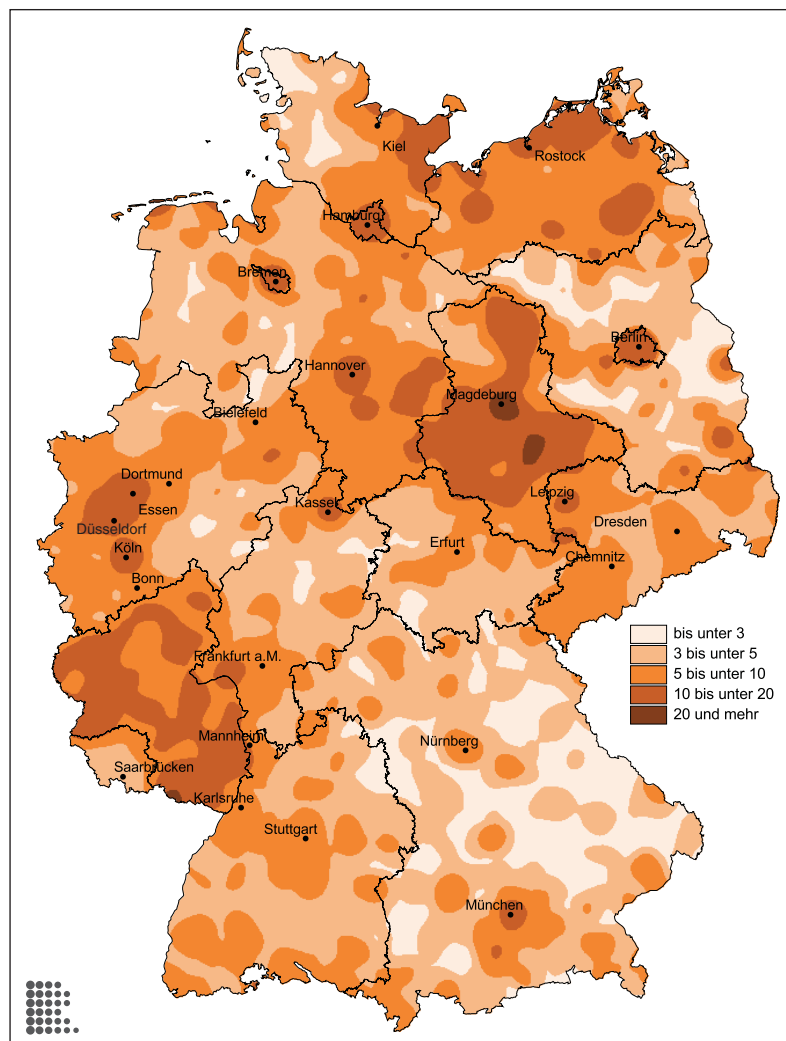 Kiel
Rostock
Hamburg
Bremen
Berlin
Hannover
Magdeburg
Bielefeld
Dortmund
Leipzig
Kassel
Essen
Düsseldorf
Dresden
Erfurt
Köln
Chemnitz
Bonn
bis unter 3
3 bis unter 5
5 bis unter 10
10 bis unter 20
20 und mehr
Frankfurt a.M.
Mannheim
Nürnberg
Saarbrücken
Karlsruhe
Stuttgart
München